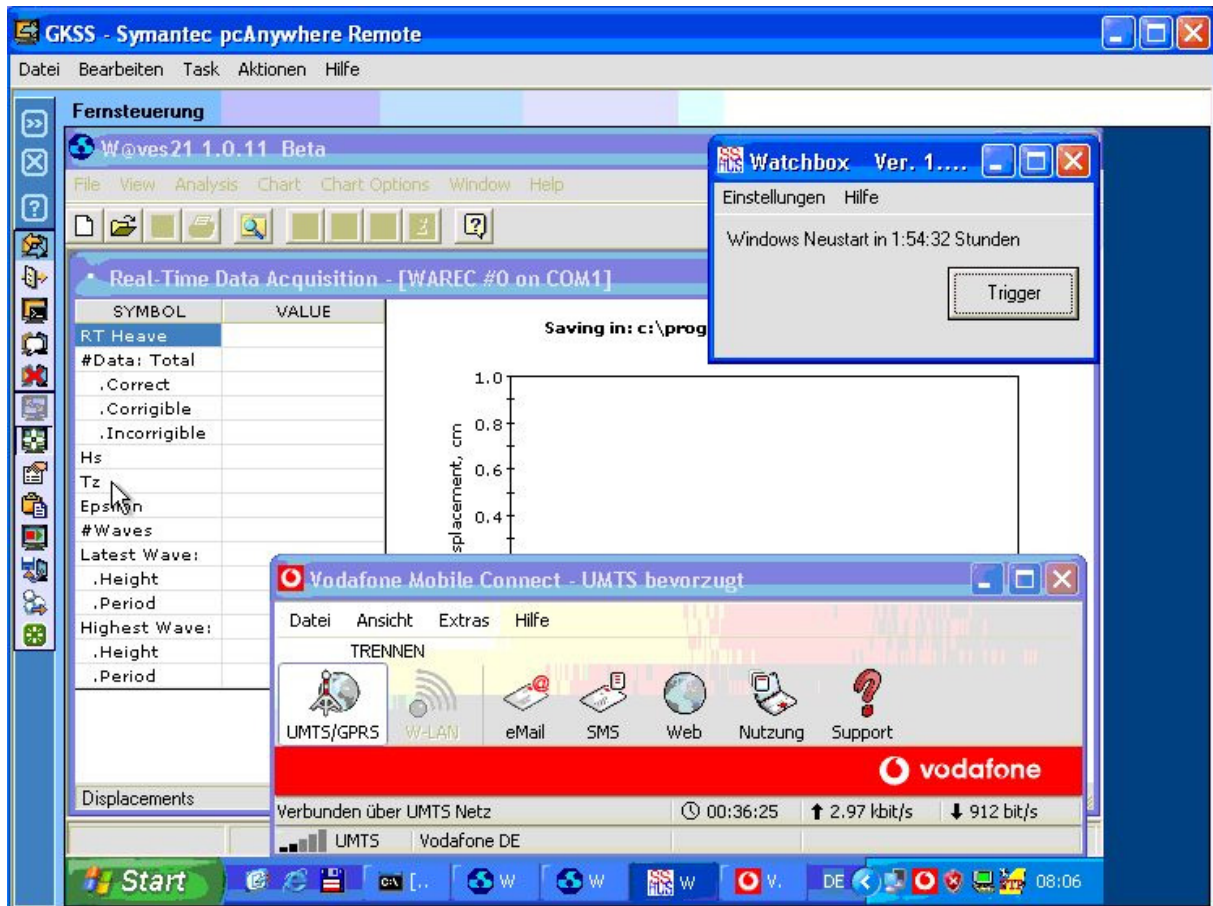 GKSS - Symantec pcAnywhere Remote
Datei Bearbeiten Task Aktionen Hilfe
Fernsteuerung
W@ves21 1.0.11 Beta
File View Analysis Chart Chart Options Window Help
Watchbox Ver. 1....
Einstellungen Hilfe
Windows Neustart in 1:54:32 Stunden
Trigger
Real-Time Data Acquisition - [WAREC #0 on COM1]
SYMBOL VALUE
RT Heave
#Data: Total
.Correct
.Corrigible
.Incorrigible
Hs
Tz
Epsilon
#Waves
Latest Wave:
.Height
.Period
Highest Wave:
.Height
.Period
Saving in: c:\prog
1.0
0.8
0.6
0.4
splacement, cm
Displacements
Vodafone Mobile Connect - UMTS bevorzugt
Datei Ansicht Extras Hilfe
TRENNEN
UMTS/GPRS W-LAN eMail SMS Web Nutzung Support
vodafone
Verbunden über UMTS Netz 00:36:25 2.97 kbit/s 912 bit/s
UMTS Vodafone DE
Start [.. W W W V. DE 08:06